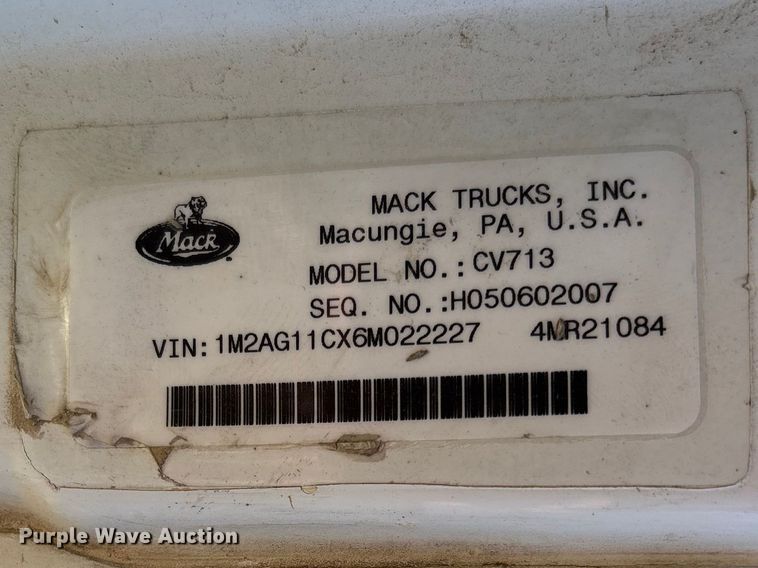 Mack
MACK TRUCKS, INC.
Macungie, PA, U.S.A.
MODEL NO.:CV713
SEQ. NO.:H050602007
VIN:1M2AG11CX6M022227 4MR21084
Purple Wave Auction